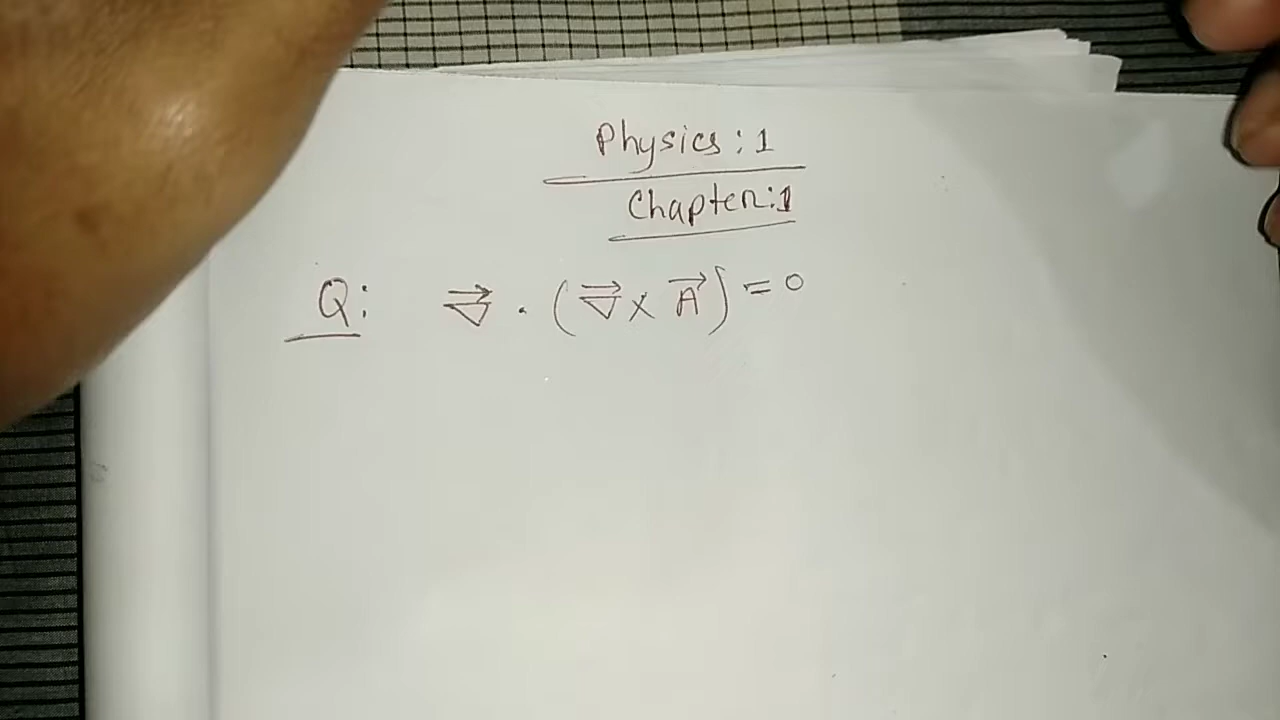 Physics: 1
Chapter: 1
Q: ∇⃗ . (∇⃗ × A⃗) = 0